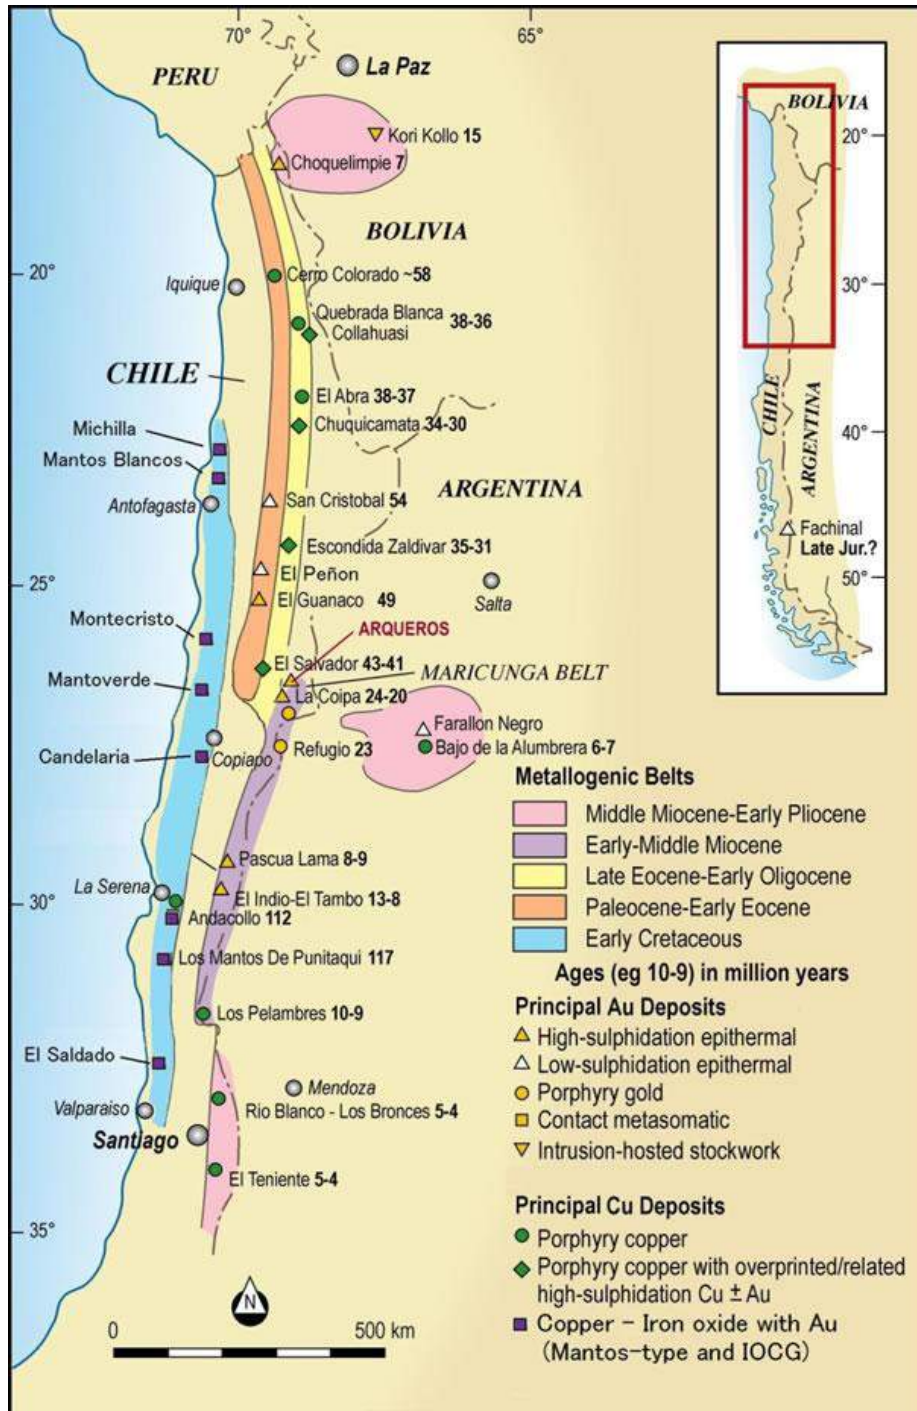 70°
65°
PERU
La Paz
Kori Kollo 15
Choquelimpie 7
BOLIVIA
20°
Iquique
Cerro Colorado ~58
Quebrada Blanca
38-36
Collahuasi
CHILE
El Abra 38-37
Chuquicamata 34-30
Michilla
Mantos Blancos
ARGENTINA
Antofagasta
San Cristobal 54
Escondida Zaldivar 35-31
El Peñon
25°
El Guanaco 49
Salta
Montecristo
ARQUEROS
El Salvador 43-41
MARICUNGA BELT
Mantoverde
La Coipa 24-20
Farallon Negro
Candelaria
Copiapo
Refugio 23
Bajo de la Alumbrera 6-7
Pascua Lama 8-9
La Serena
El Indio-El Tambo 13-8
30°
Andacollo 112
Los Mantos De Punitaqui 117
Los Pelambres 10-9
El Saldado
Mendoza
Valparaiso
Rio Blanco - Los Bronces 5-4
Santiago
El Teniente 5-4
35°
N
0
500 km
BOLIVIA
20°
30°
CHILE
ARGENTINA
40°
Fachinal
Late Jur.?
50°
Metallogenic Belts
Middle Miocene-Early Pliocene
Early-Middle Miocene
Late Eocene-Early Oligocene
Paleocene-Early Eocene
Early Cretaceous
Ages (eg 10-9) in million years
Principal Au Deposits
High-sulphidation epithermal
Low-sulphidation epithermal
Porphyry gold
Contact metasomatic
Intrusion-hosted stockwork
Principal Cu Deposits
Porphyry copper
Porphyry copper with overprinted/related
high-sulphidation Cu ± Au
Copper – Iron oxide with Au
(Mantos-type and IOCG)